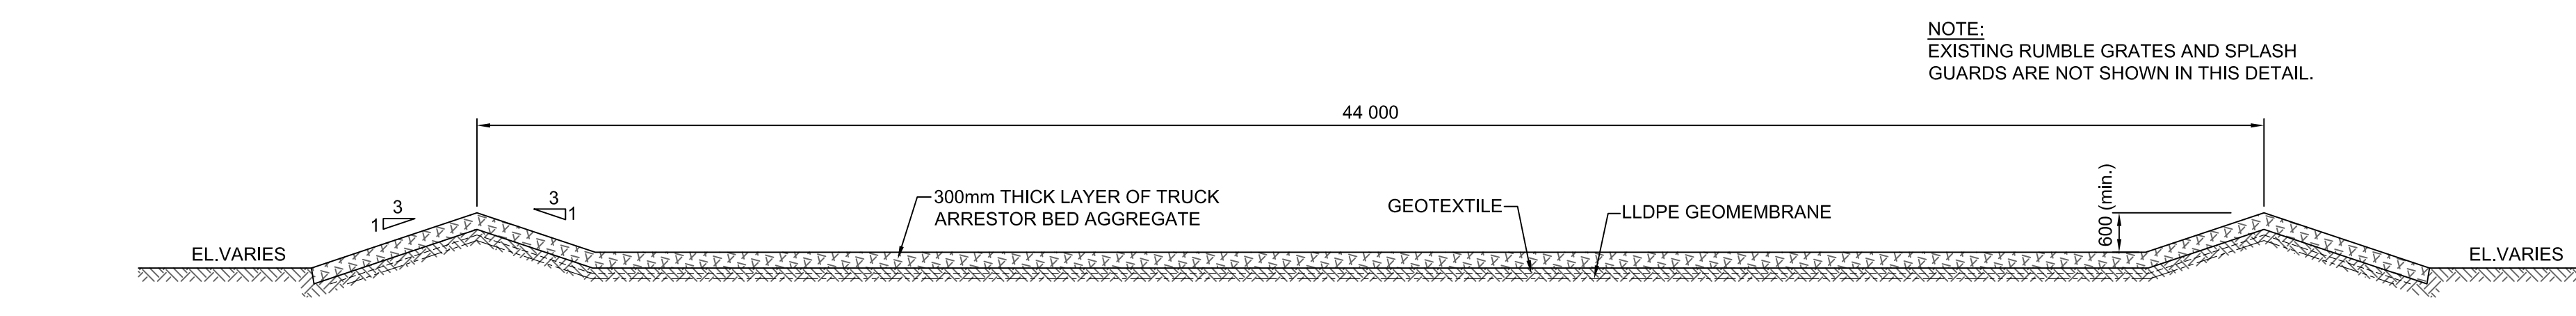 NOTE:
EXISTING RUMBLE GRATES AND SPLASH
GUARDS ARE NOT SHOWN IN THIS DETAIL.
44 000
3
1
3
1
300mm THICK LAYER OF TRUCK
ARRESTOR BED AGGREGATE
GEOTEXTILE
LLDPE GEOMEMBRANE
600 (min.)
EL.VARIES
EL.VARIES